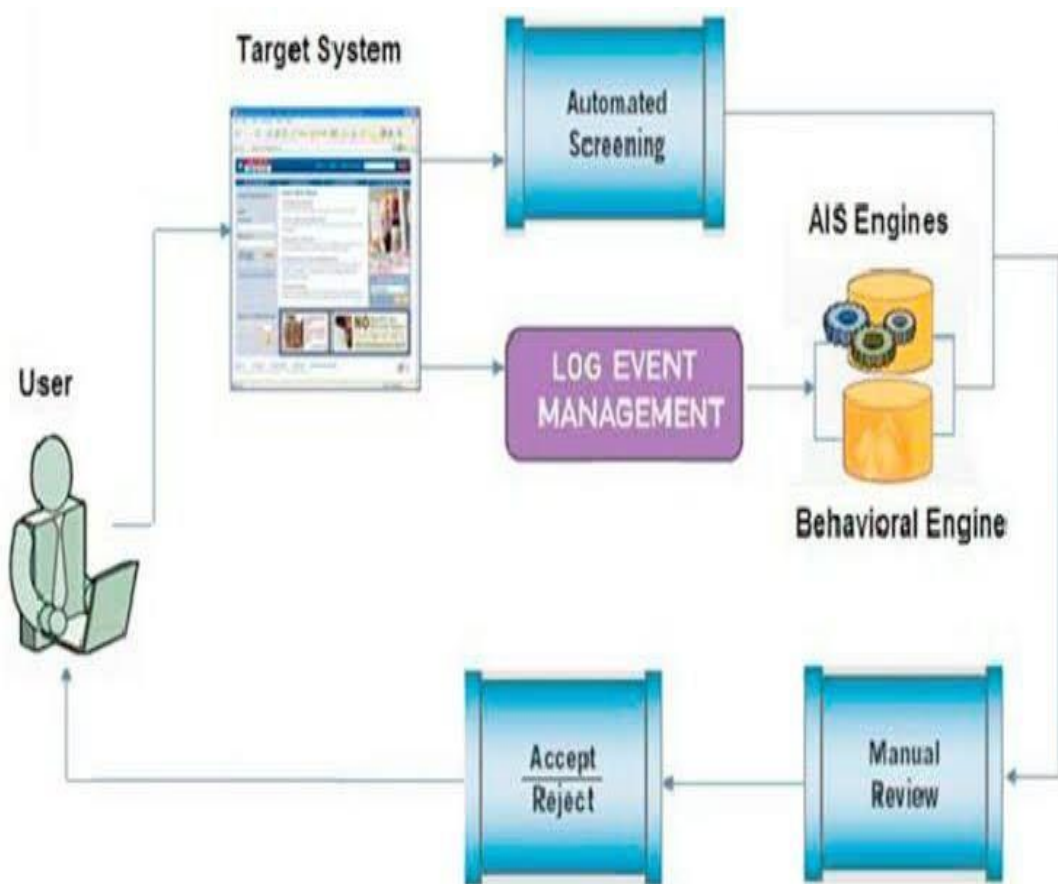 Target System
Automated
Screening
AIS Engines
LOG EVENT
MANAGEMENT
User
Behavioral Engine
Accept
Reject
Manual
Review